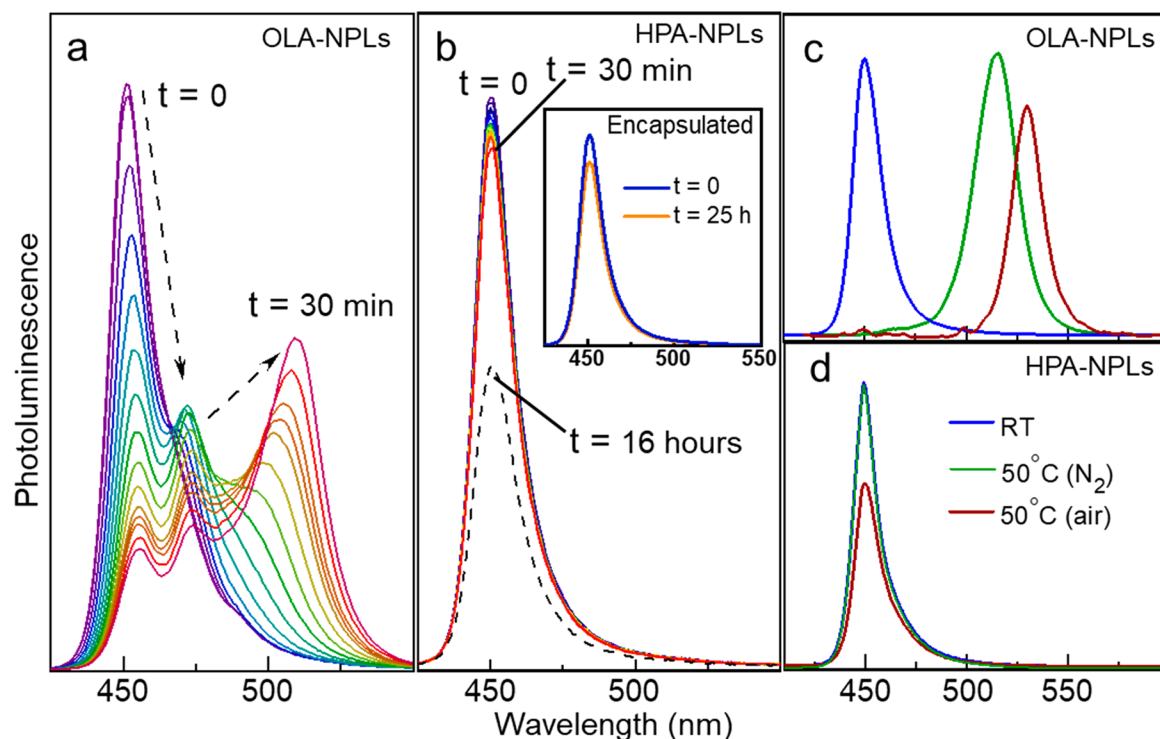 a
OLA-NPLs
t = 0
t = 30 min
450
500
b
HPA-NPLs
t = 0
t = 30 min
Encapsulated
t = 0
t = 25 h
450
500
550
t = 16 hours
450
500
c
OLA-NPLs
d
HPA-NPLs
RT
50°C (N₂)
50°C (air)
450
500
550
Photoluminescence
Wavelength (nm)